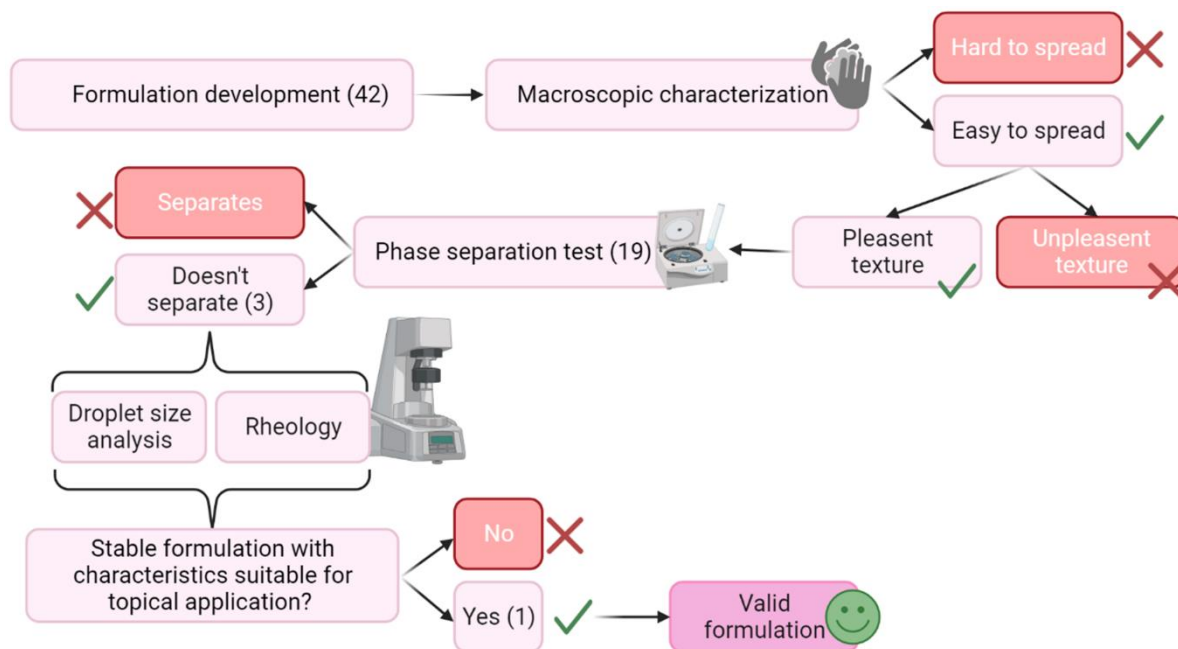 Formulation development (42)
Macroscopic characterization
Hard to spread
Easy to spread
Pleasent
texture
Unpleasent
texture
Phase separation test (19)
Separates
Doesn't
separate (3)
Droplet size
analysis
Rheology
Stable formulation with
characteristics suitable for
topical application?
No
Yes (1)
Valid
formulation